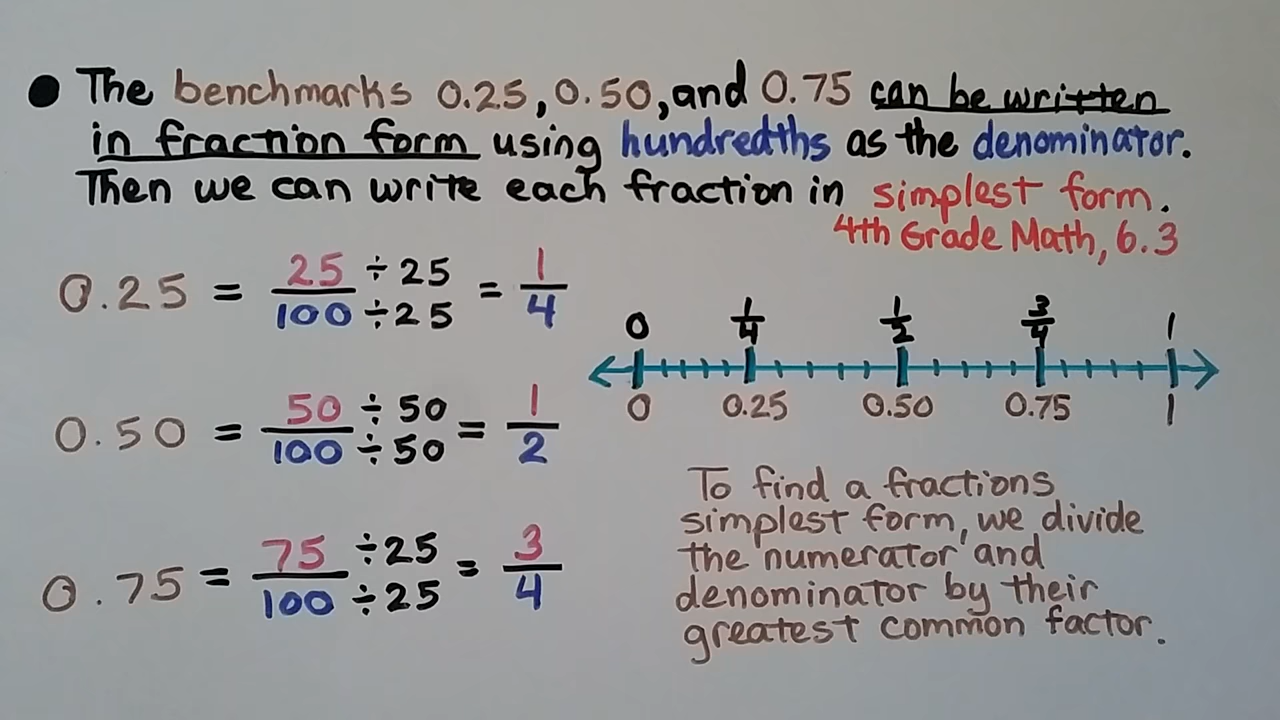 ● The benchmarks 0.25, 0.50, and 0.75 can be written
in fraction form using hundredths as the denominator.
Then we can write each fraction in simplest form.
4th Grade Math, 6.3
0.25 = 25/100 ÷25/÷25 = 1/4
0 1/4 1/2 3/4 1
0 0.25 0.50 0.75 1
0.50 = 50/100 ÷50/÷50 = 1/2
0.75 = 75/100 ÷25/÷25 = 3/4
To find a fractions
simplest form, we divide
the numerator and
denominator by their
greatest common factor.